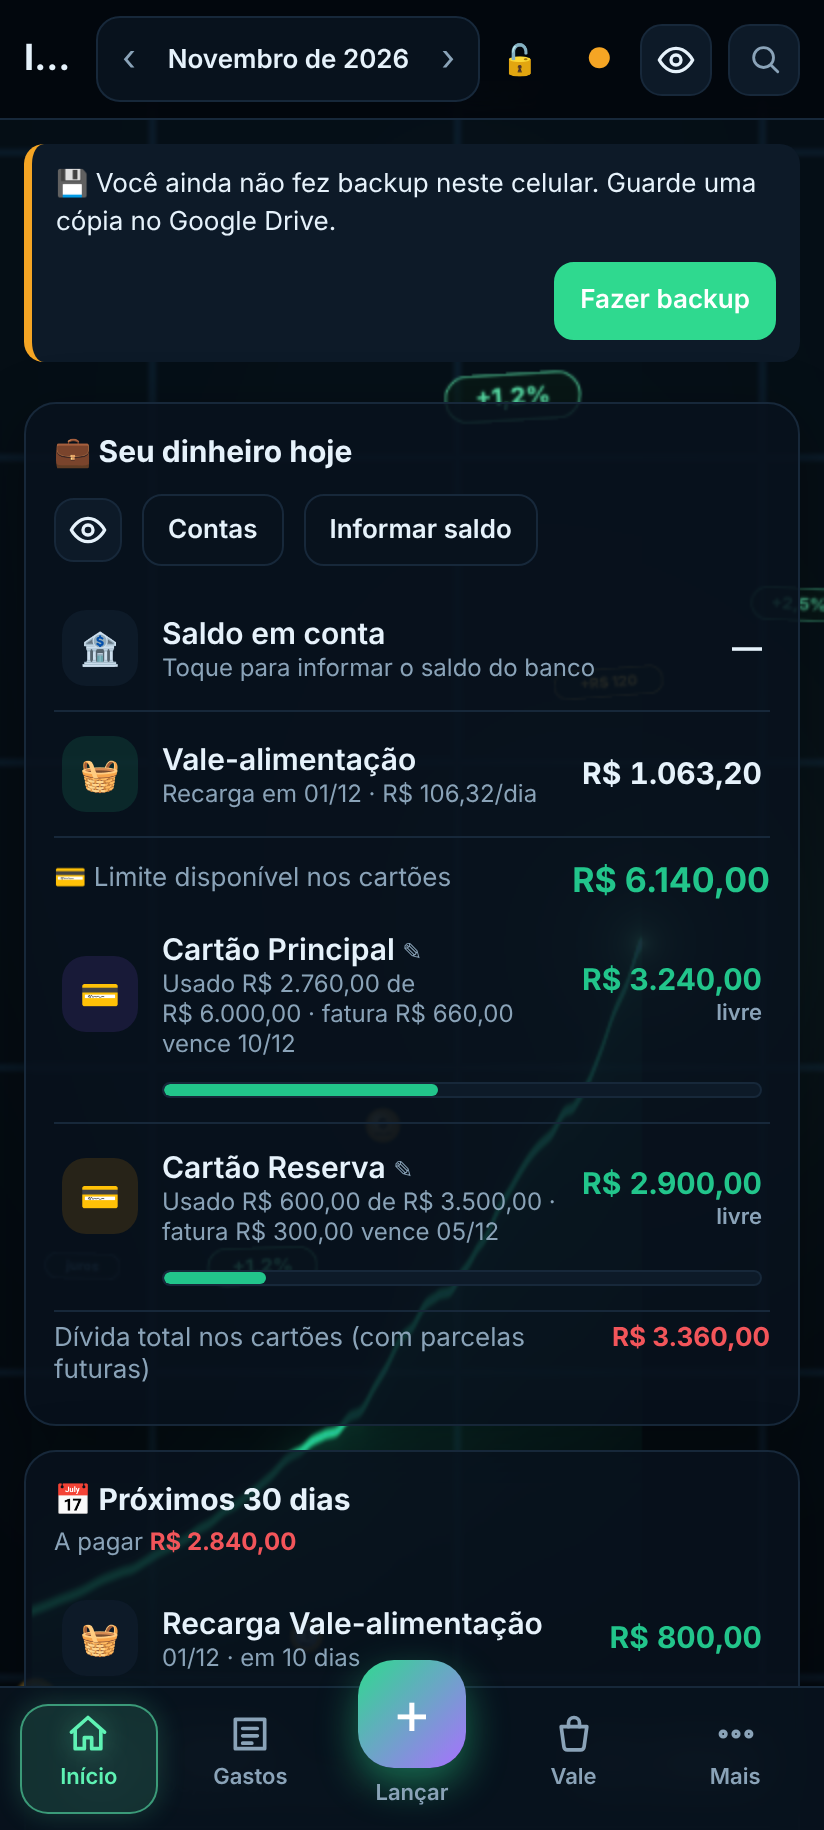 I...
Novembro de 2026
💾 Você ainda não fez backup neste celular. Guarde uma
cópia no Google Drive.
Fazer backup
+1,2%
💼 Seu dinheiro hoje
Contas
Informar saldo
+2,5%
Saldo em conta
Toque para informar o saldo do banco
—
+R$ 120
Vale-alimentação
Recarga em 01/12 · R$ 106,32/dia
R$ 1.063,20
💳 Limite disponível nos cartões
R$ 6.140,00
Cartão Principal ✎
Usado R$ 2.760,00 de
R$ 6.000,00 · fatura R$ 660,00
vence 10/12
R$ 3.240,00
livre
Cartão Reserva ✎
Usado R$ 600,00 de R$ 3.500,00 ·
fatura R$ 300,00 vence 05/12
R$ 2.900,00
livre
+1,2%
Dívida total nos cartões (com parcelas
futuras)
R$ 3.360,00
📅 Próximos 30 dias
A pagar R$ 2.840,00
Recarga Vale-alimentação
01/12 · em 10 dias
R$ 800,00
Início
Gastos
+
Lançar
Vale
Mais